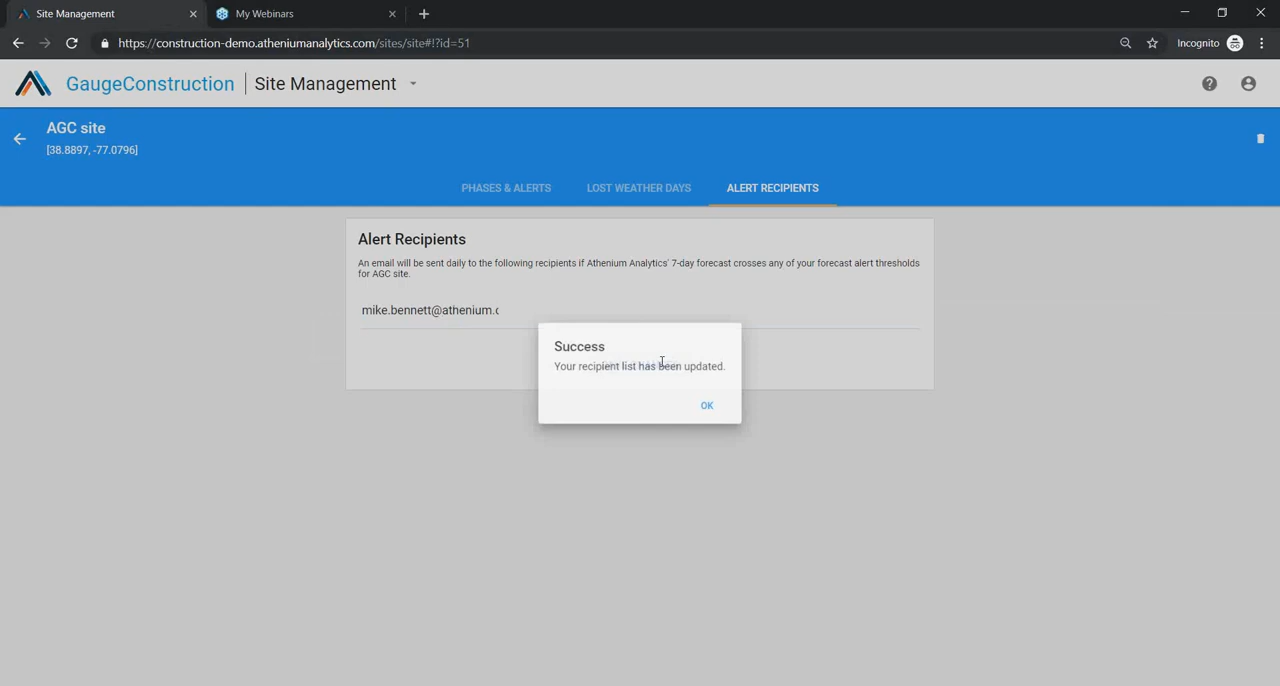 Site Management
My Webinars
https://construction-demo.atheniumanalytics.com/sites/site#!?id=51
Incognito
GaugeConstruction
Site Management
AGC site
[38.8897, -77.0796]
PHASES & ALERTS
LOST WEATHER DAYS
ALERT RECIPIENTS
Alert Recipients
An email will be sent daily to the following recipients if Athenium Analytics' 7-day forecast crosses any of your forecast alert thresholds
for AGC site.
mike.bennett@athenium.c
Success
Your recipient list has been updated.
OK